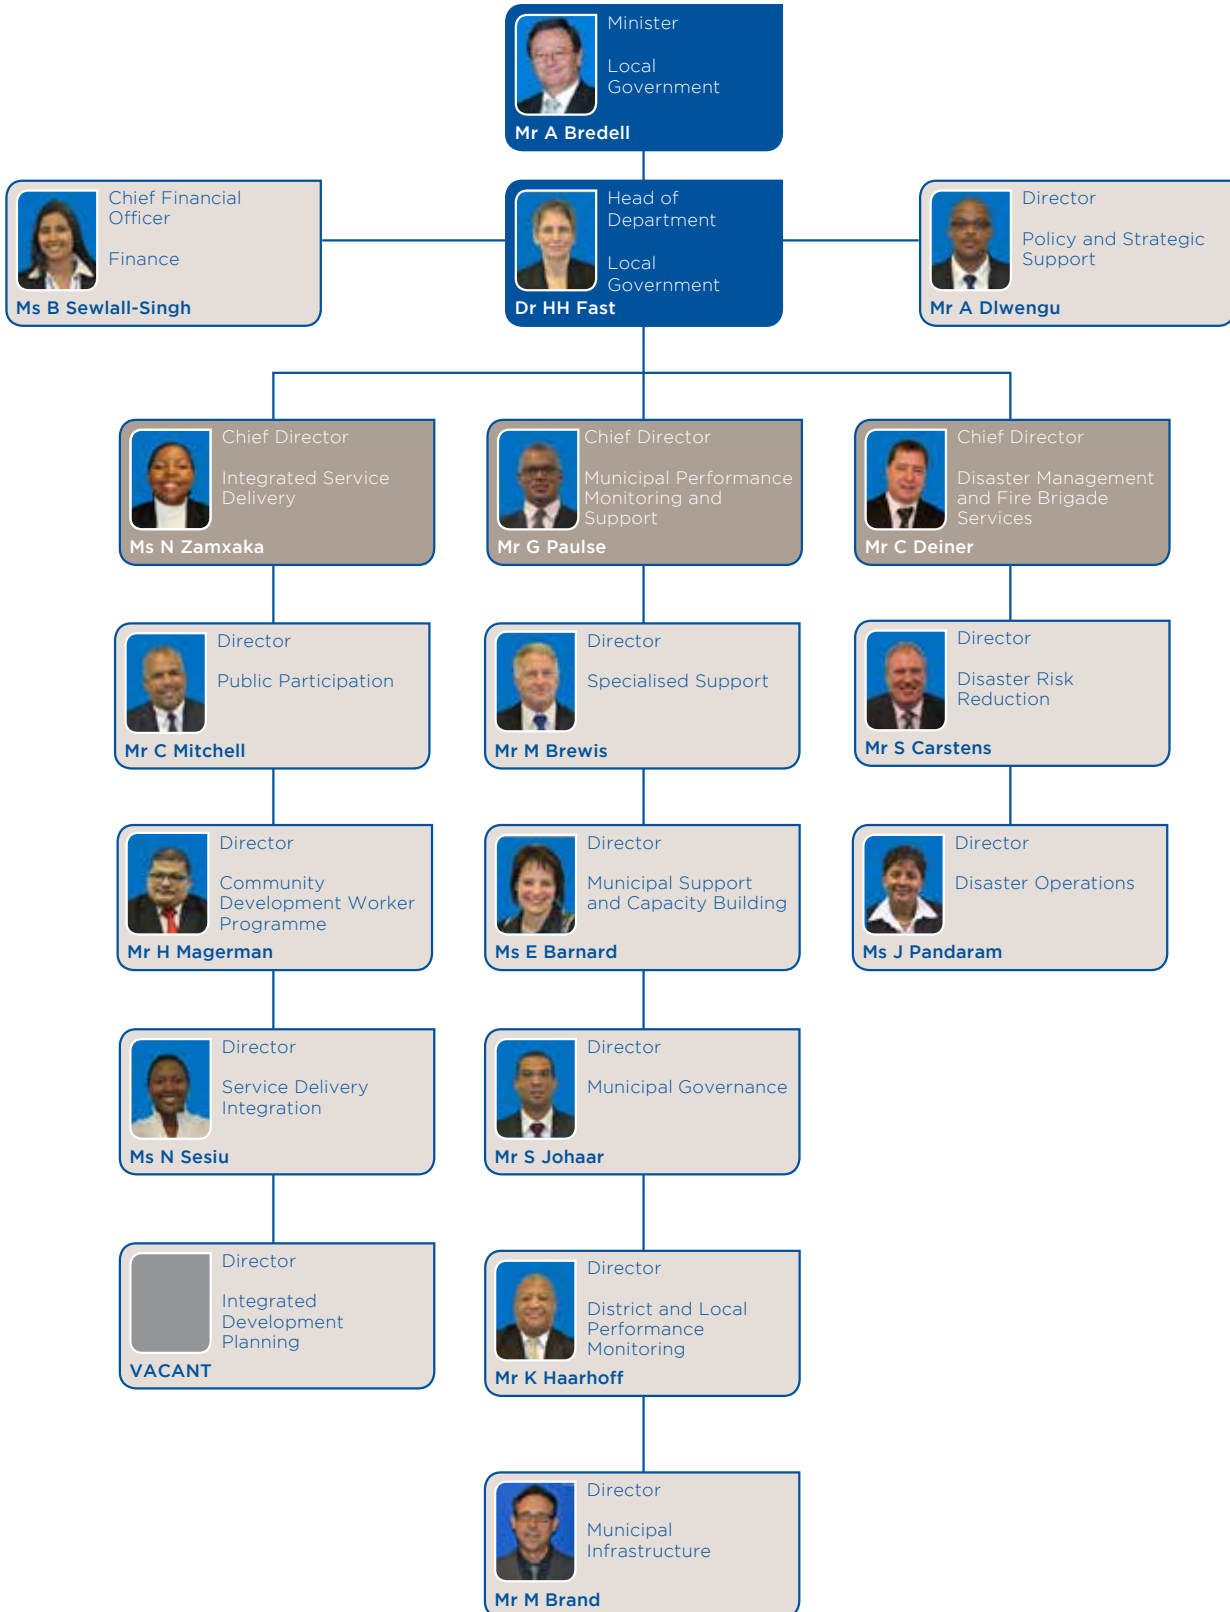 Minister
Local
Government
Mr A Bredell
Chief Financial
Officer
Finance
Ms B Sewlall-Singh
Head of
Department
Local
Government
Dr HH Fast
Director
Policy and Strategic
Support
Mr A Dlwengu
Chief Director
Integrated Service
Delivery
Ms N Zamxaka
Chief Director
Municipal Performance
Monitoring and
Support
Mr G Paulse
Chief Director
Disaster Management
and Fire Brigade
Services
Mr C Deiner
Director
Public Participation
Mr C Mitchell
Director
Specialised Support
Mr M Brewis
Director
Disaster Risk
Reduction
Mr S Carstens
Director
Community
Development Worker
Programme
Mr H Magerman
Director
Municipal Support
and Capacity Building
Ms E Barnard
Director
Disaster Operations
Ms J Pandaram
Director
Service Delivery
Integration
Ms N Sesiu
Director
Municipal Governance
Mr S Johaar
Director
Integrated
Development
Planning
VACANT
Director
District and Local
Performance
Monitoring
Mr K Haarhoff
Director
Municipal
Infrastructure
Mr M Brand